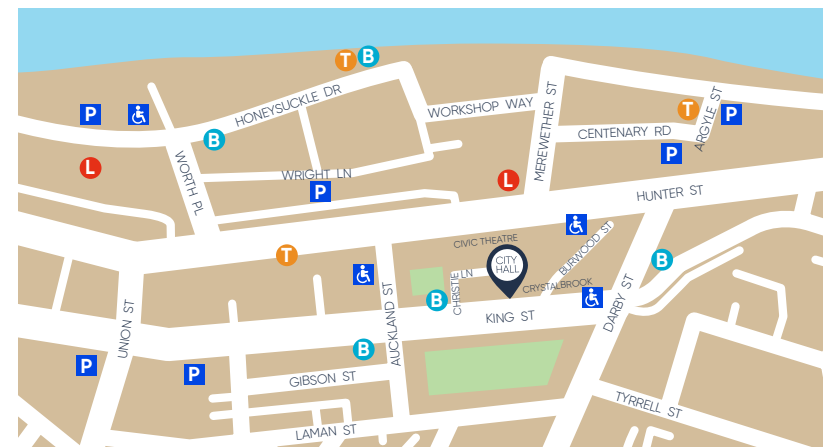 T
B
HONEYSUCKLE DR
WORKSHOP WAY
MEREWETHER ST
T
ARGYLE ST
P
P
P
B
CENTENARY RD
P
WORTH PL
L
WRIGHT LN
P
L
HUNTER ST
CIVIC THEATRE
BURWOOD ST
T
CITY
HALL
B
CHRISTIE LN
CRYSTALBROOK
B
AUCKLAND ST
KING ST
DARBY ST
UNION ST
B
P
P
GIBSON ST
TYRRELL ST
LAMAN ST